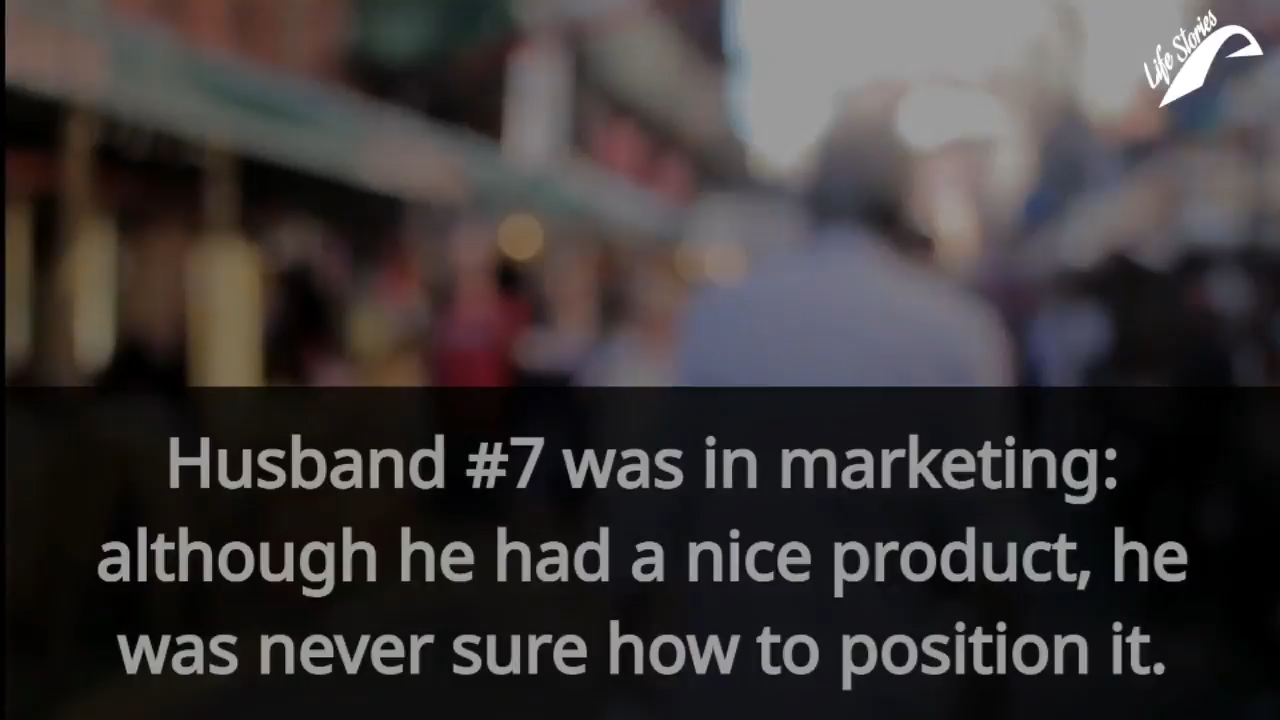 Life Stories
Husband #7 was in marketing:
although he had a nice product, he
was never sure how to position it.